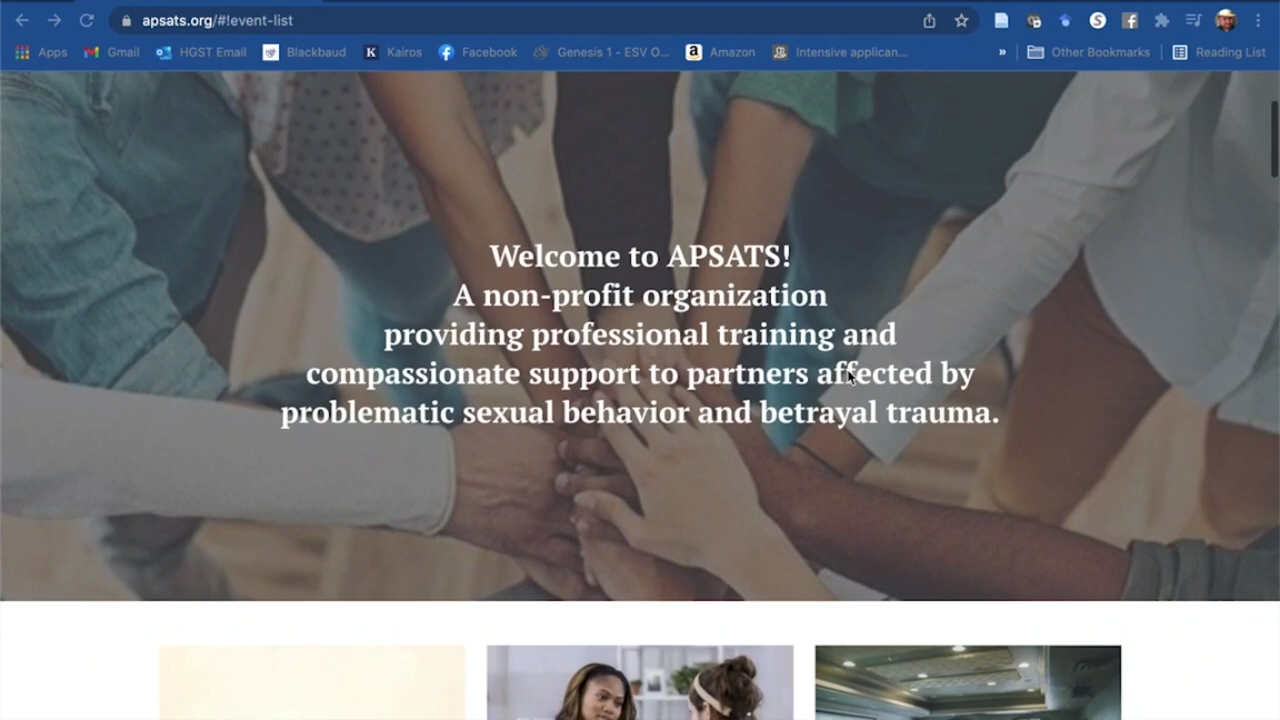 apsats.org/#!event-list
Apps
Gmail
HGST Email
Blackbaud
Kairos
Facebook
Genesis 1 - ESV O...
Amazon
Intensive applican...
»
Other Bookmarks
Reading List
Welcome to APSATS!
A non-profit organization
providing professional training and
compassionate support to partners affected by
problematic sexual behavior and betrayal trauma.